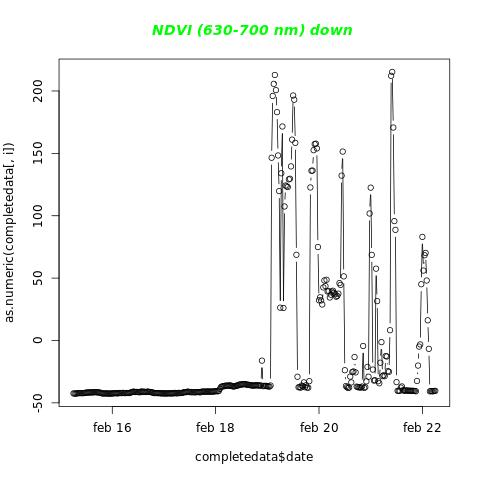 NDVI (630-700 nm) down
as.numeric(completedata[, i])
200
150
100
50
0
-50
feb 16
feb 18
feb 20
feb 22
completedata$date